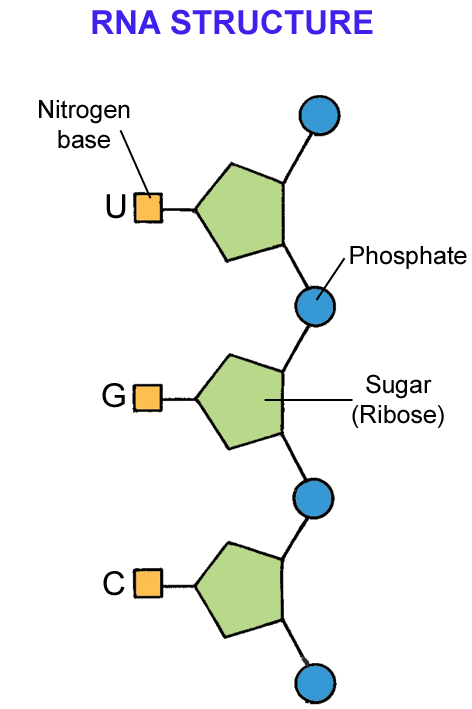 RNA STRUCTURE
Nitrogen
base
U
Phosphate
G
Sugar
(Ribose)
C